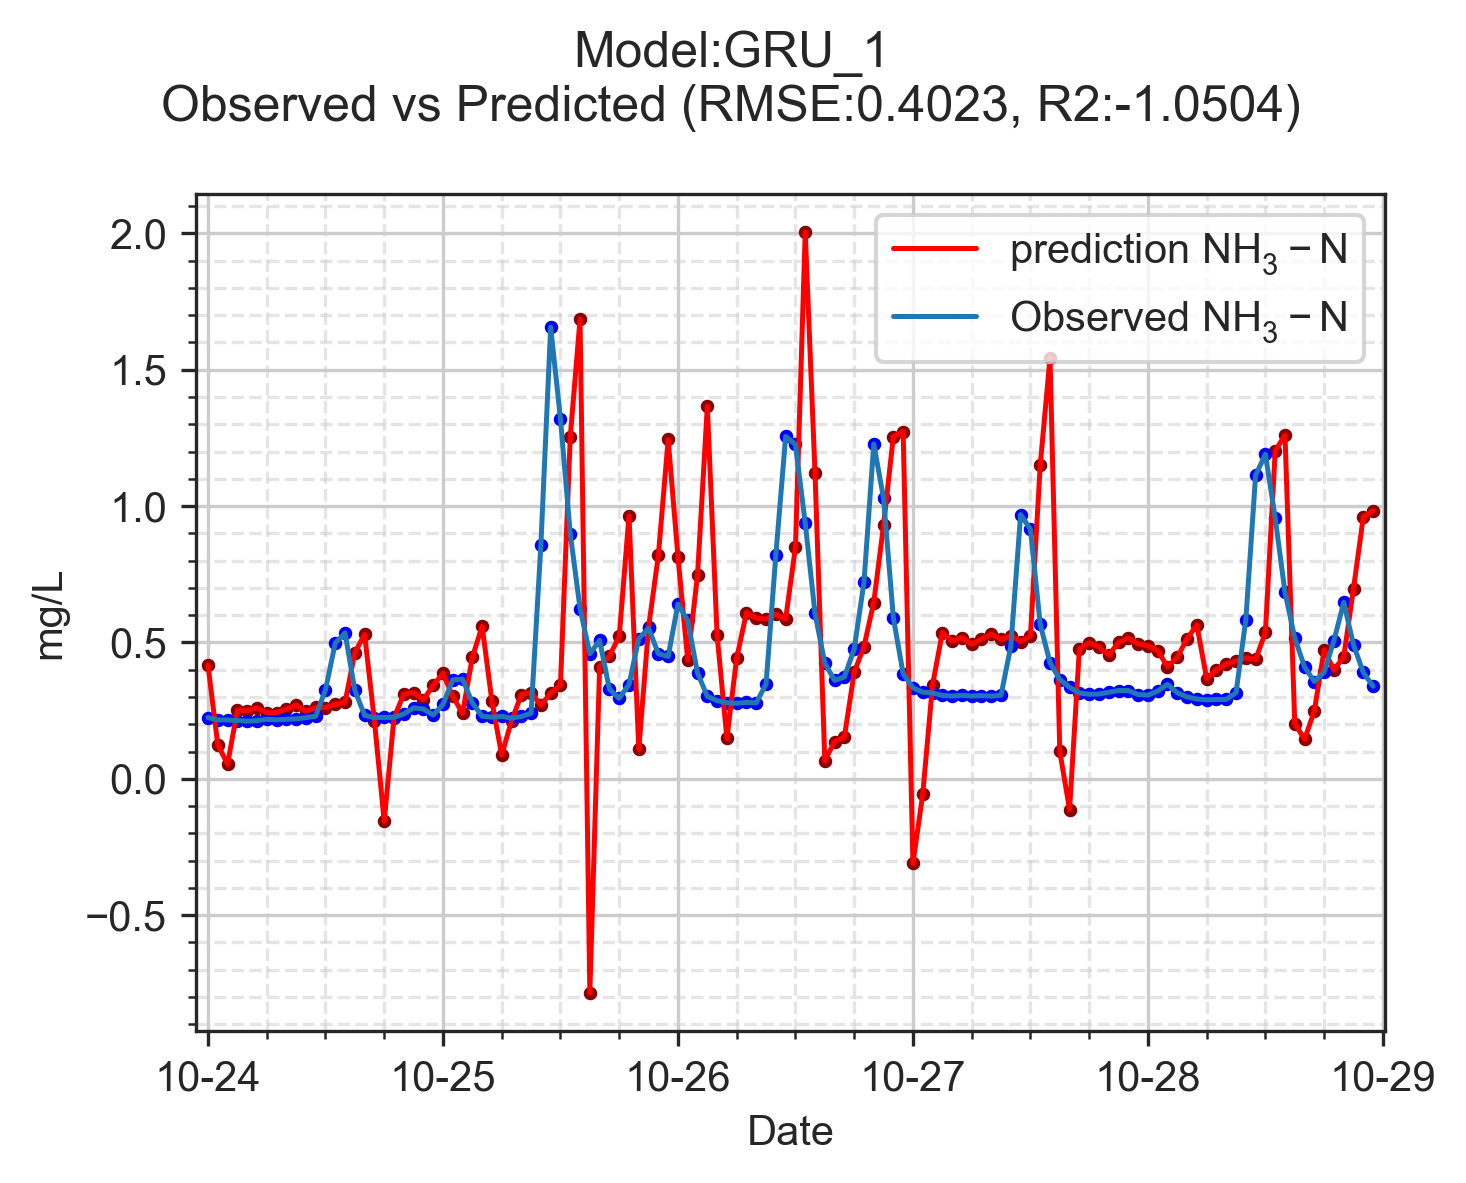 Model:GRU_1
Observed vs Predicted (RMSE:0.4023, R2:-1.0504)
prediction NH₃ − N
Observed NH₃ − N
2.0
1.5
1.0
0.5
0.0
−0.5
mg/L
10-24 10-25 10-26 10-27 10-28 10-29
Date